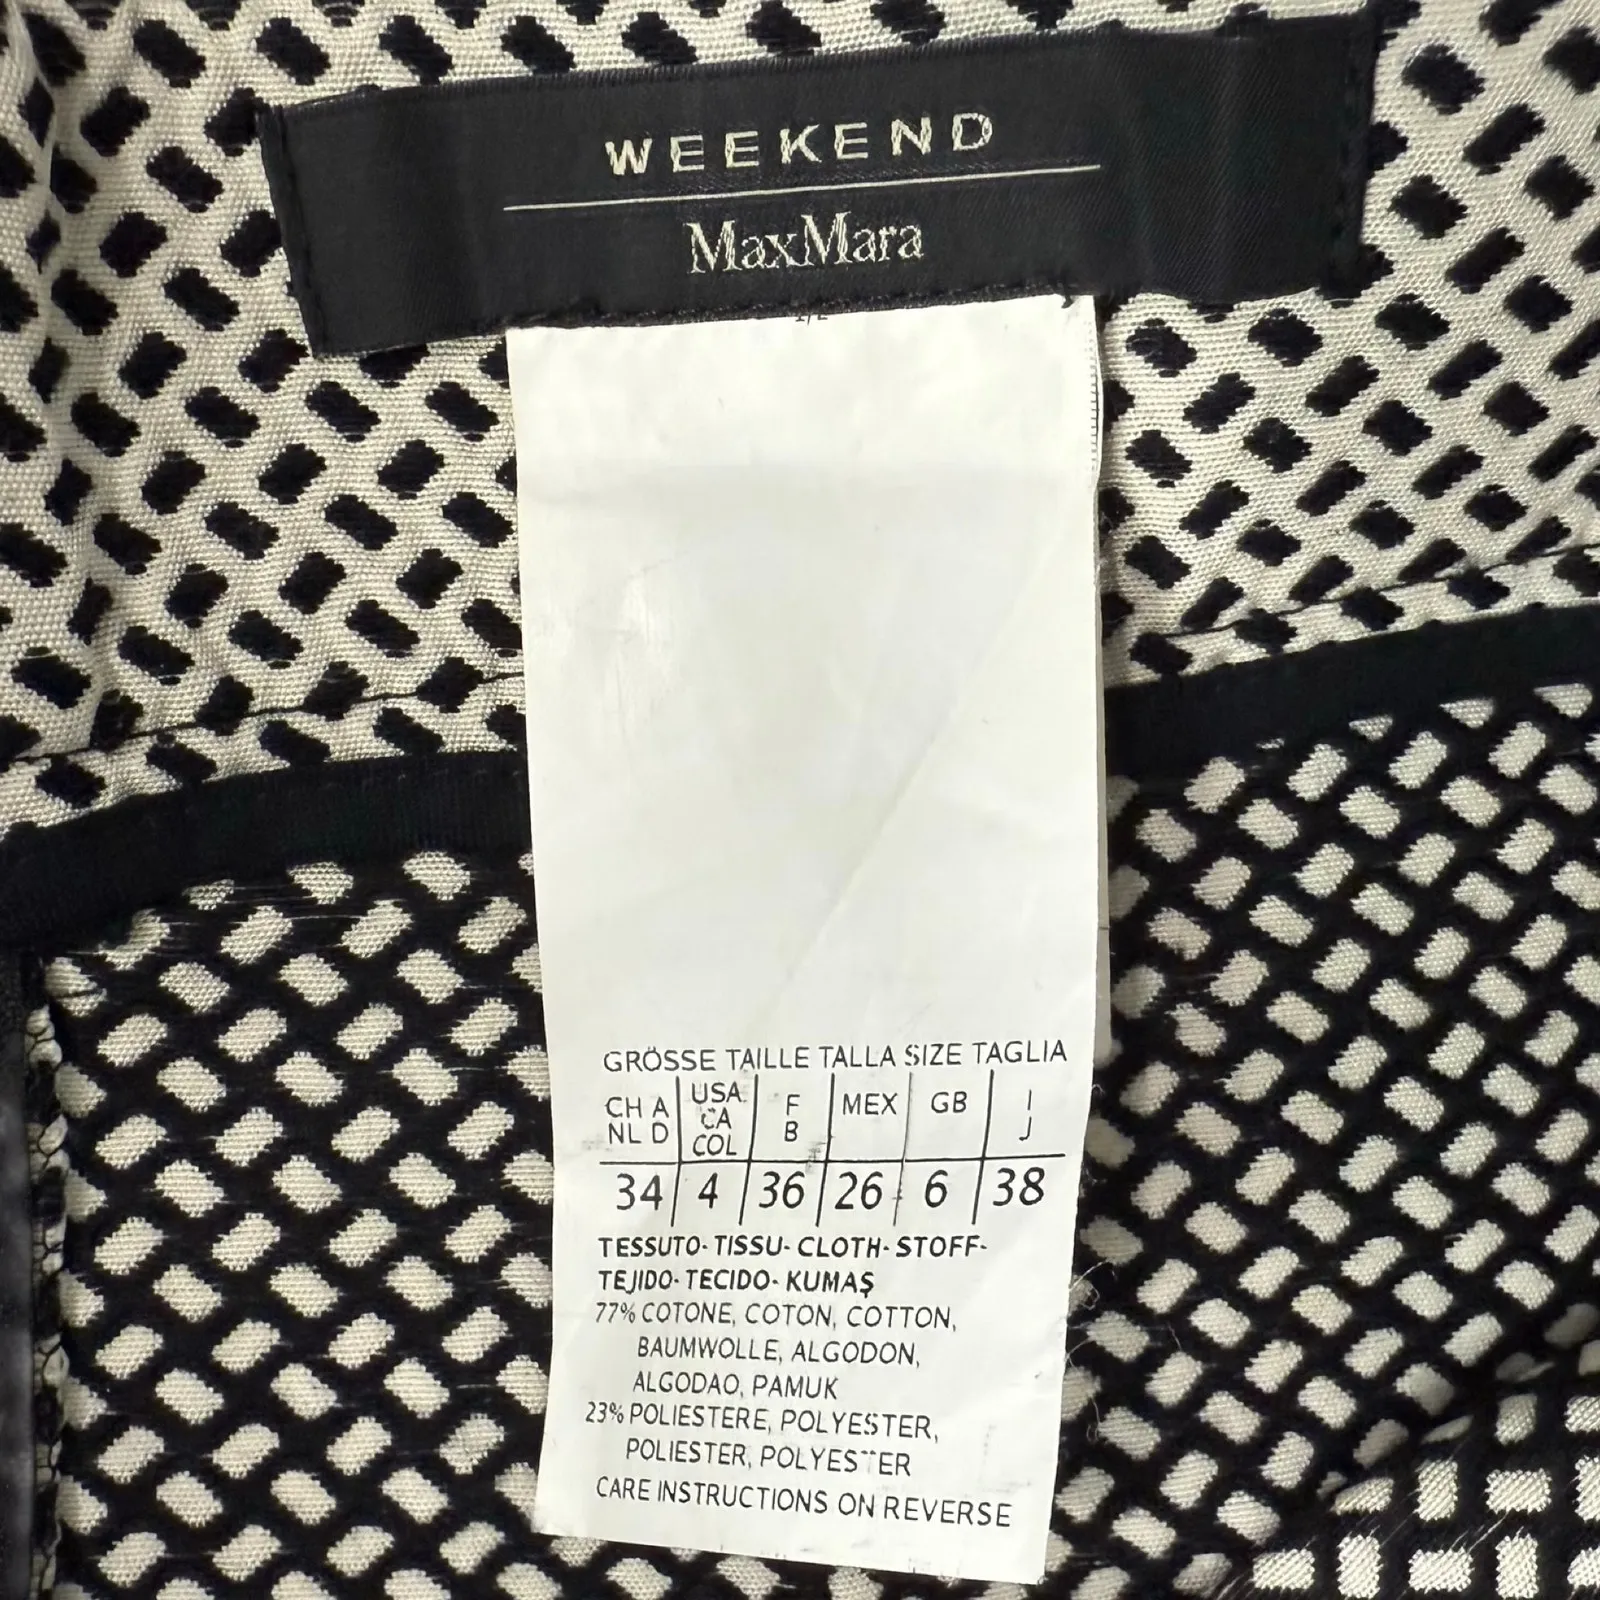 WEEKEND
MaxMara
GRÖSSE TAILLE TALLA SIZE TAGLIA
CH A NL D USA CA COL F B MEX GB I J
34 4 36 26 6 38
TESSUTO- TISSU- CLOTH- STOFF-
TEJIDO- TECIDO- KUMAŞ
77% COTONE, COTON, COTTON,
BAUMWOLLE, ALGODON,
ALGODAO, PAMUK
23% POLIESTERE, POLYESTER,
POLIESTER, POLYESTER
CARE INSTRUCTIONS ON REVERSE